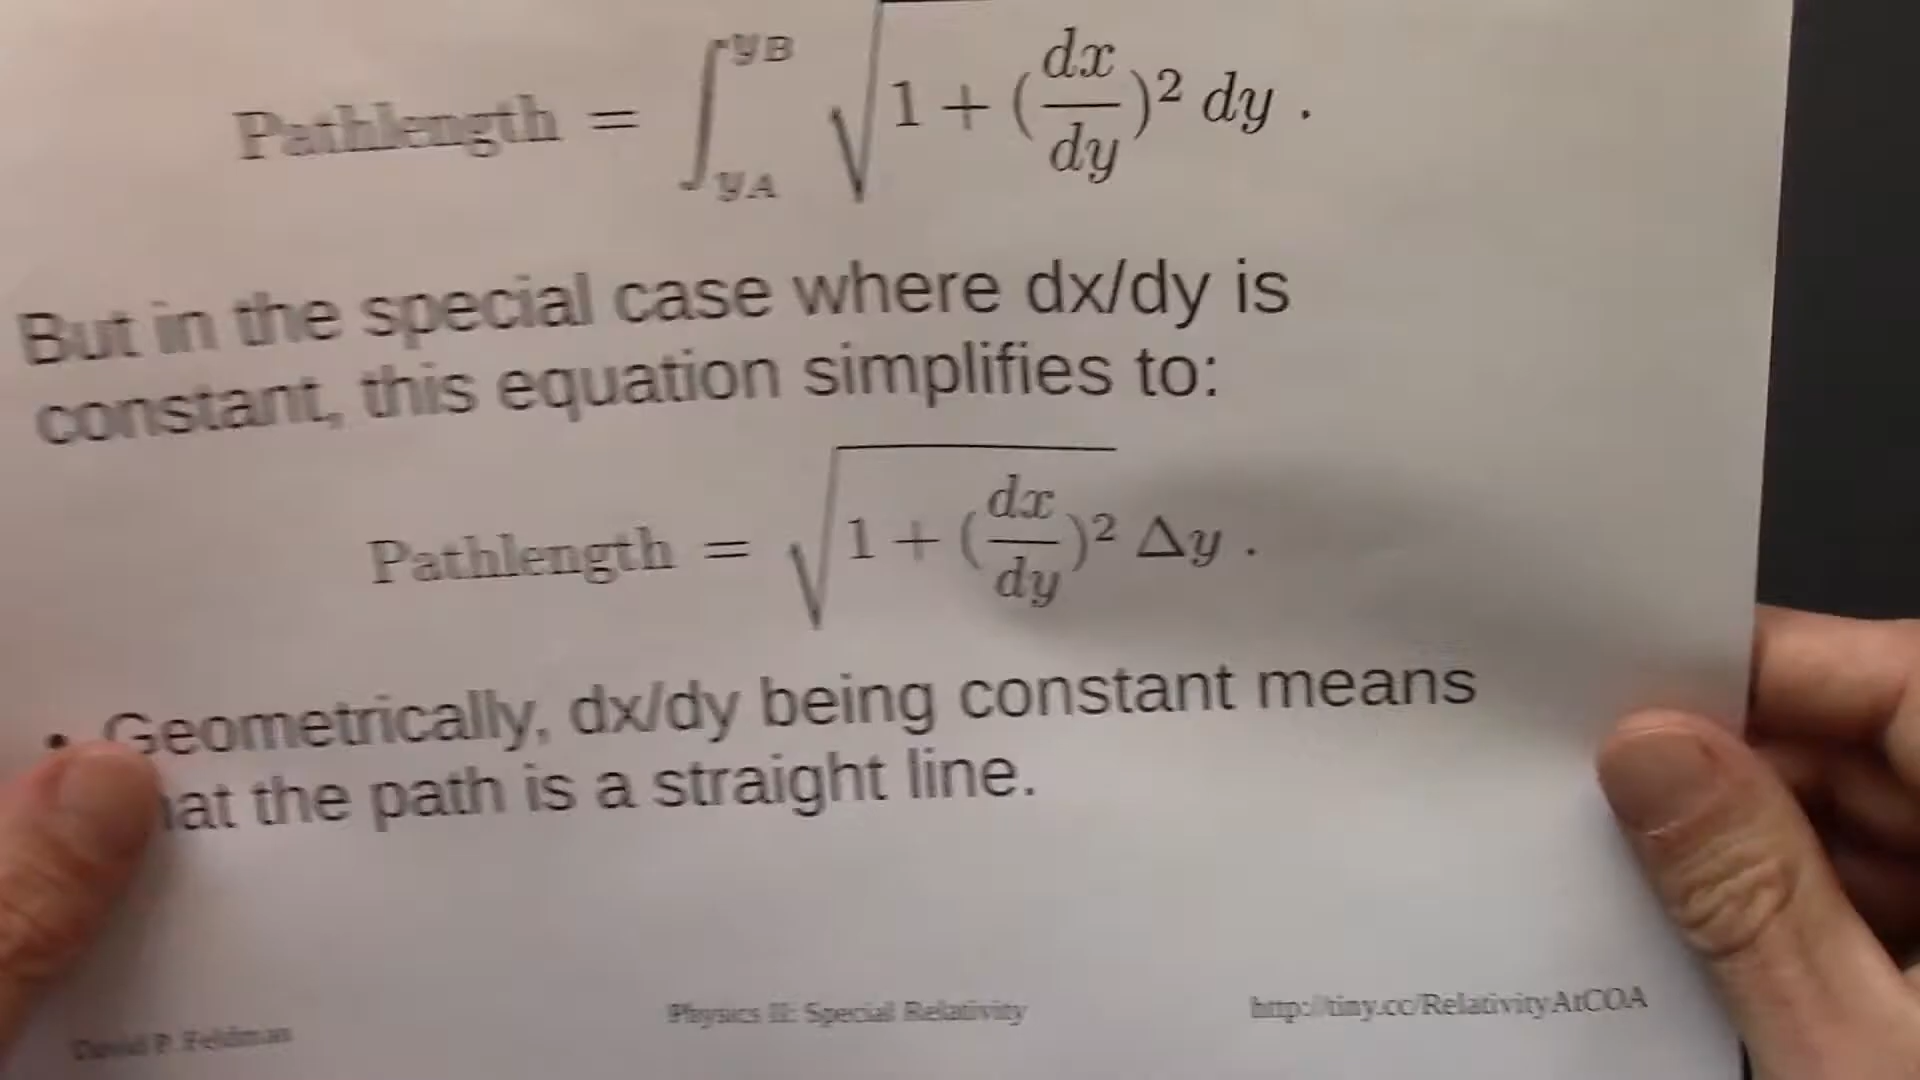 Pathlength = ∫_{y_A}^{y_B} √(1 + (dx/dy)² dy .
But in the special case where dx/dy is
constant, this equation simplifies to:
Pathlength = √(1 + (dx/dy)²) Δy .
• Geometrically, dx/dy being constant means
hat the path is a straight line.
David P. Feldman
Physics II: Special Relativity
http://tiny.cc/RelativityAtCOA